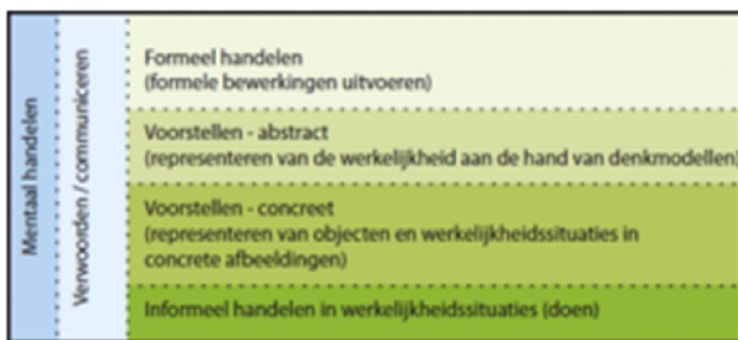 Mentaal handelen
Verwoorden / communiceren
Formeel handelen
(formele bewerkingen uitvoeren)
Voorstellen - abstract
(representeren van de werkelijkheid aan de hand van denkmodellen)
Voorstellen - concreet
(representeren van objecten en werkelijkheidssituaties in
concrete afbeeldingen)
Informeel handelen in werkelijkheidssituaties (doen)